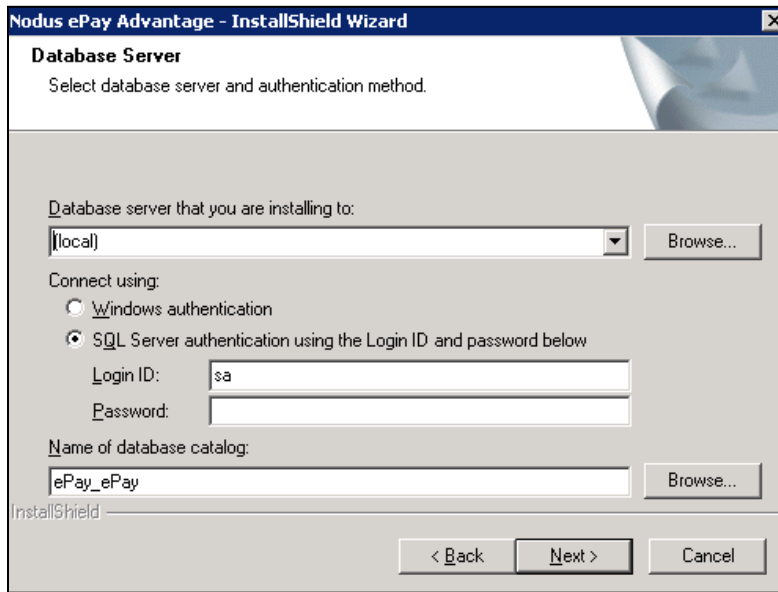 Nodus ePay Advantage - InstallShield Wizard
Database Server
Select database server and authentication method.
Database server that you are installing to:
(local)
Browse...
Connect using:
Windows authentication
SQL Server authentication using the Login ID and password below
Login ID:
sa
Password:
Name of database catalog:
ePay_ePay
Browse...
InstallShield
< Back
Next >
Cancel